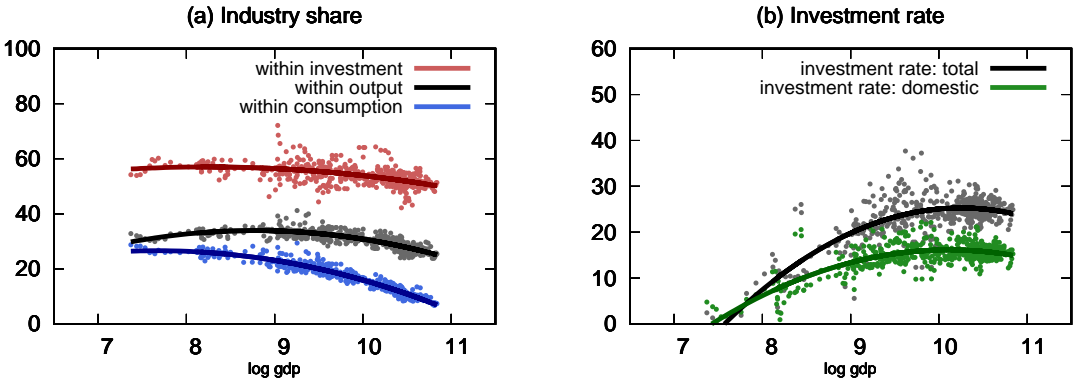 (a) Industry share
100
80
60
40
20
0
within investment
within output
within consumption
7 8 9 10 11
log gdp
(b) Investment rate
60
50
40
30
20
10
0
investment rate: total
investment rate: domestic
7 8 9 10 11
log gdp